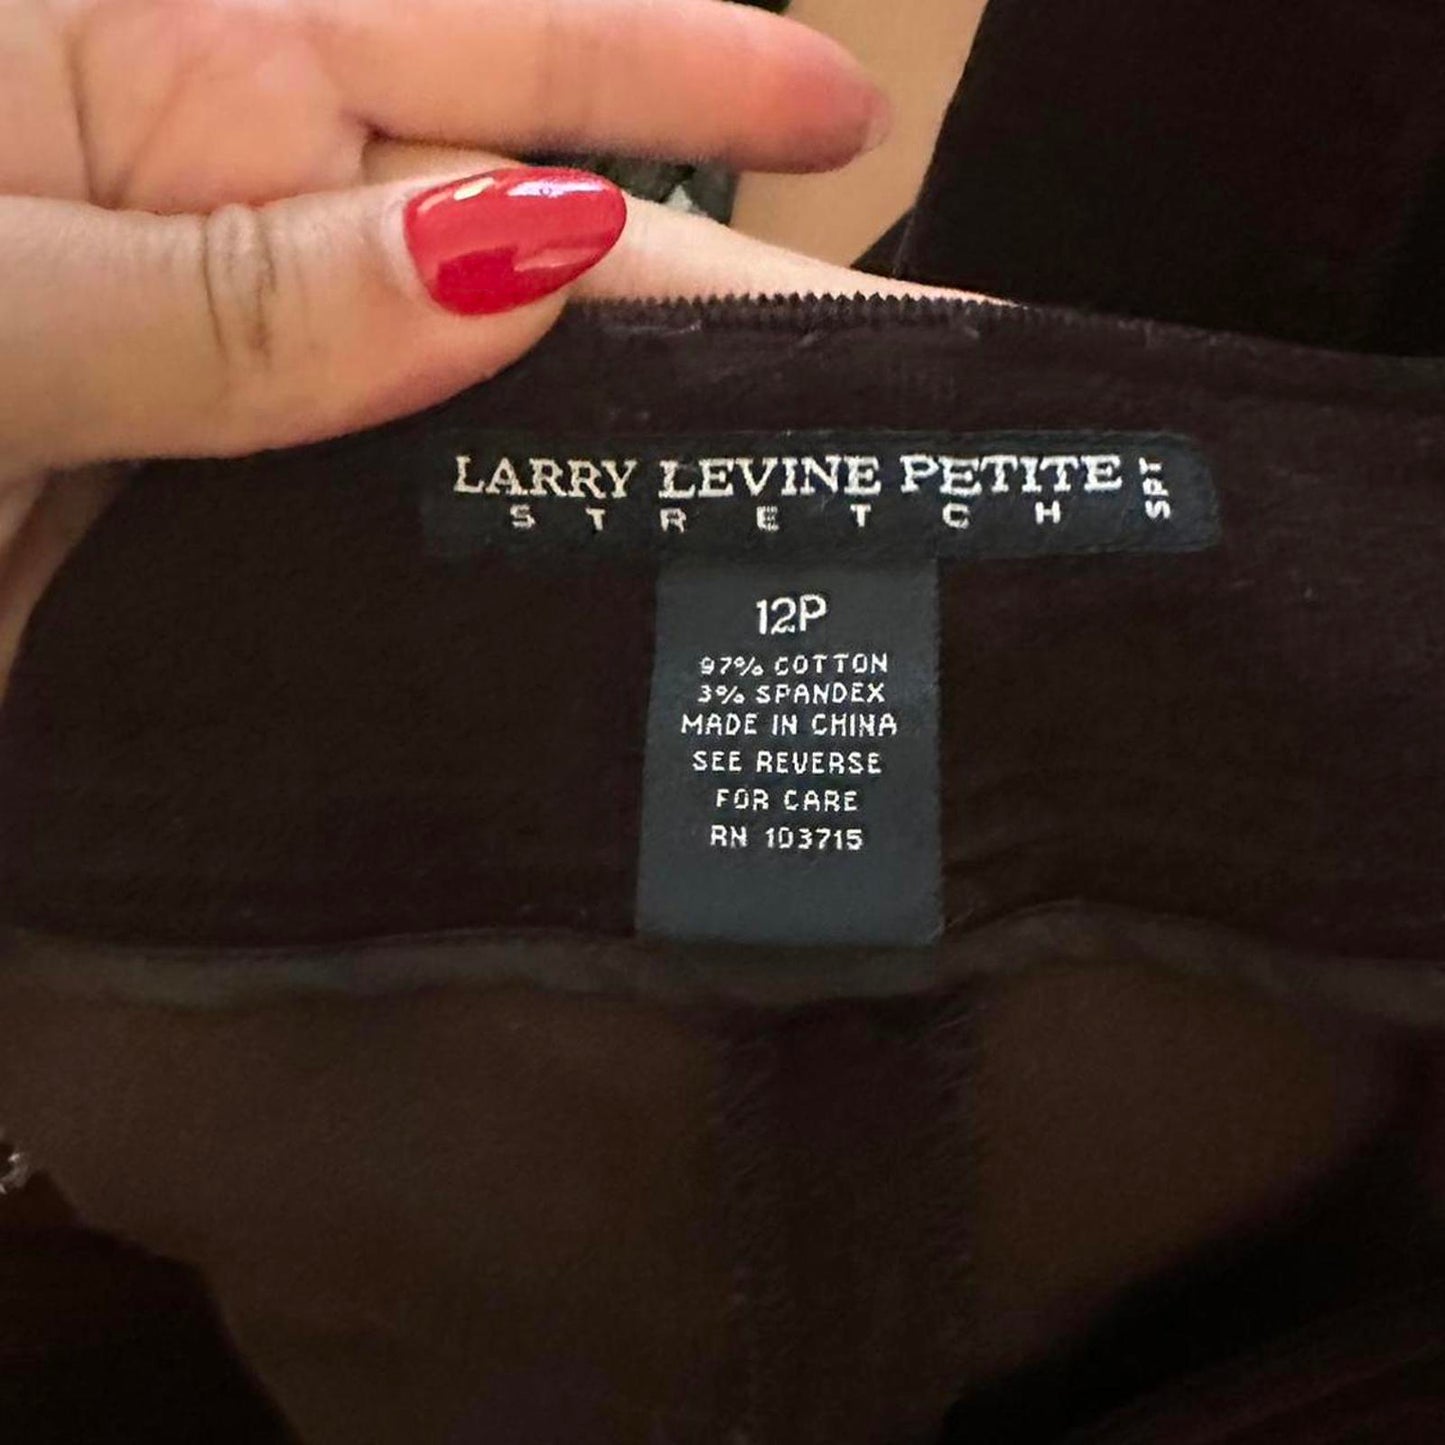 LARRY LEVINE PETITE SPT
STRETCH
12P
97% COTTON
3% SPANDEX
MADE IN CHINA
SEE REVERSE
FOR CARE
RN 103715